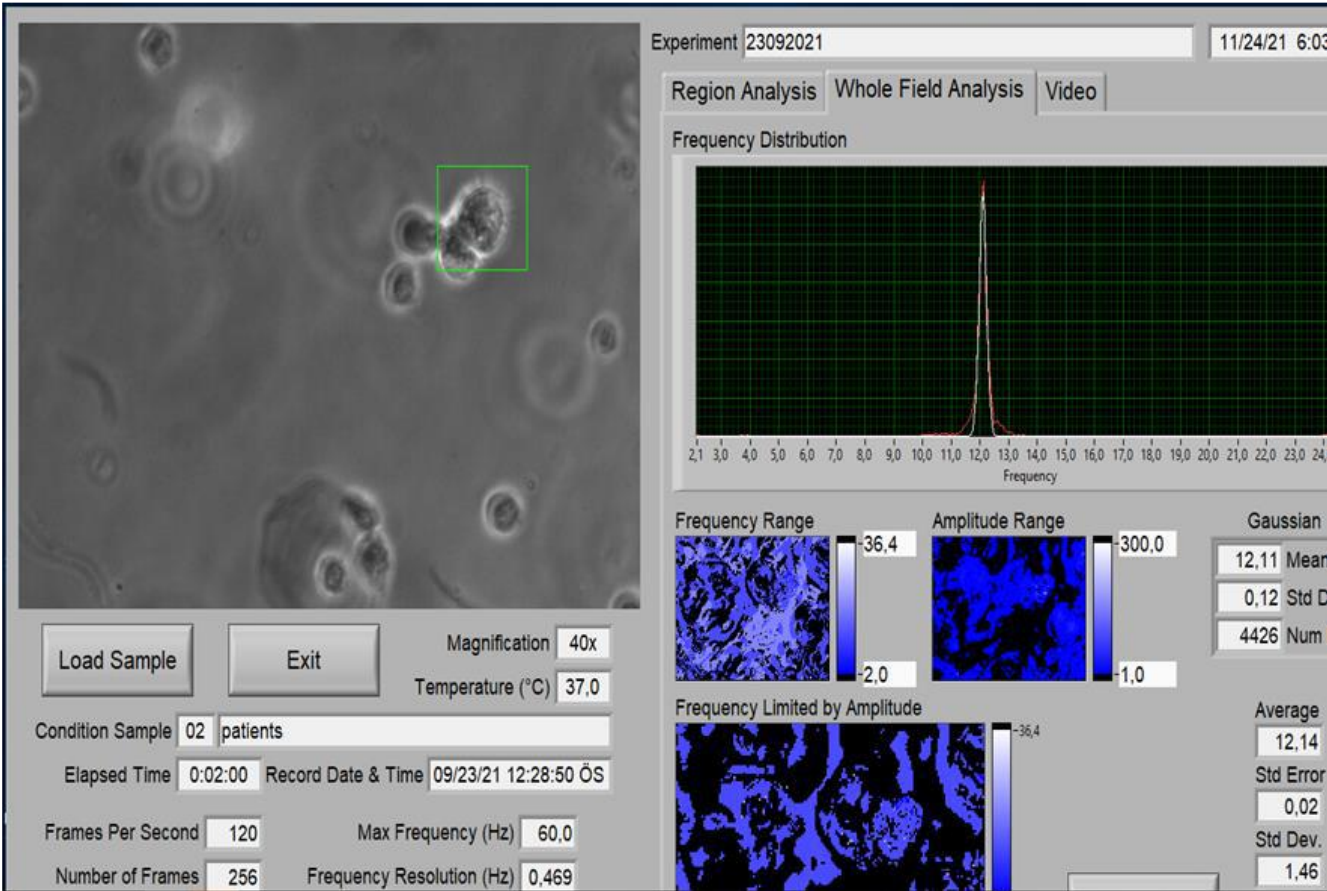 Experiment 23092021 11/24/21 6:03
Region Analysis Whole Field Analysis Video
Frequency Distribution
2,1 3,0 4,0 5,0 6,0 7,0 8,0 9,0 10,0 11,0 12,0 13,0 14,0 15,0 16,0 17,0 18,0 19,0 20,0 21,0 22,0 23,0 24,
Frequency
Frequency Range Amplitude Range Gaussian
36,4 300,0
12,11 Mean
0,12 Std D
4426 Num
2,0 1,0
Load Sample Exit Magnification 40x
Temperature (°C) 37,0
Frequency Limited by Amplitude Average
36,4
12,14
Condition Sample 02 patients
Elapsed Time 0:02:00 Record Date & Time 09/23/21 12:28:50 ÖS
Std Error
0,02
Frames Per Second 120 Max Frequency (Hz) 60,0
Std Dev.
1,46
Number of Frames 256 Frequency Resolution (Hz) 0,469